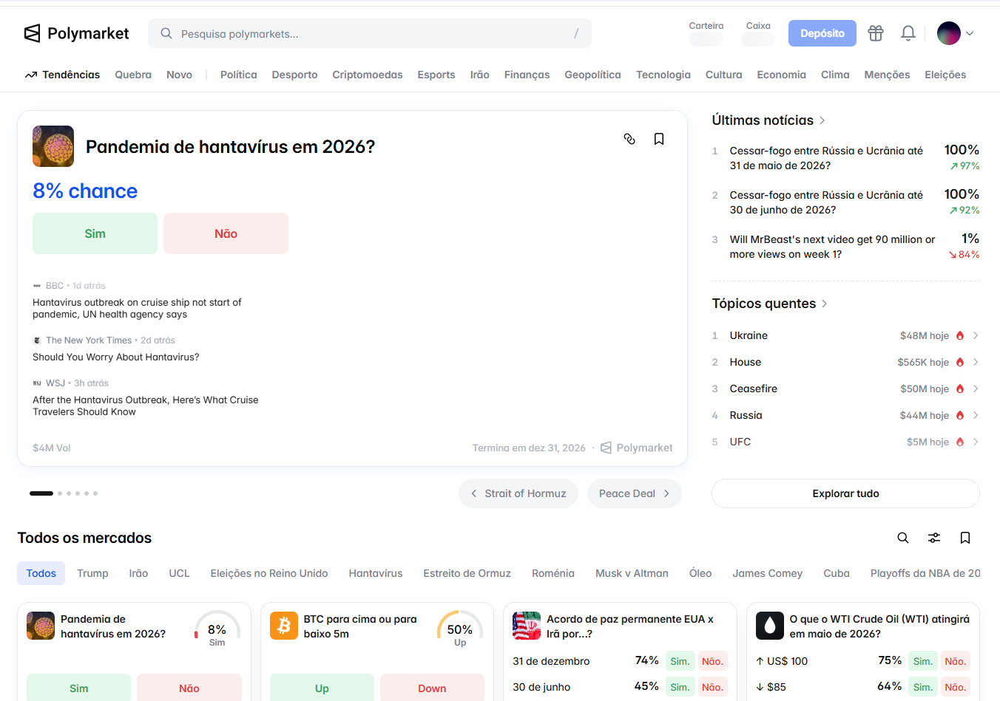 Polymarket
Pesquisa polymarkets...
/
Carteira
Caixa
Depósito
Tendências
Quebra
Novo
Política
Desporto
Criptomoedas
Esports
Irão
Finanças
Geopolítica
Tecnologia
Cultura
Economia
Clima
Menções
Eleições
Pandemia de hantavírus em 2026?
8% chance
Sim
Não
BBC • 1d atrás
Hantavirus outbreak on cruise ship not start of
pandemic, UN health agency says
The New York Times • 2d atrás
Should You Worry About Hantavirus?
WSJ WSJ • 3h atrás
After the Hantavirus Outbreak, Here's What Cruise
Travelers Should Know
$4M Vol
Termina em dez 31, 2026 · Polymarket
Strait of Hormuz
Peace Deal
Últimas notícias
1 Cessar-fogo entre Rússia e Ucrânia até 100%
31 de maio de 2026? 97%
2 Cessar-fogo entre Rússia e Ucrânia até 100%
30 de junho de 2026? 92%
3 Will MrBeast's next video get 90 million or 1%
more views on week 1? 84%
Tópicos quentes
1 Ukraine $48M hoje
2 House $565K hoje
3 Ceasefire $50M hoje
4 Russia $44M hoje
5 UFC $5M hoje
Explorar tudo
Todos os mercados
Todos
Trump
Irão
UCL
Eleições no Reino Unido
Hantavírus
Estreito de Ormuz
Roménia
Musk v Altman
Óleo
James Comey
Cuba
Playoffs da NBA de 20
Pandemia de
hantavírus em 2026?
8%
Sim
Sim
Não
BTC para cima ou para
baixo 5m
50%
Up
Up
Down
Acordo de paz permanente EUA x
Irã por...?
31 de dezembro 74% Sim. Não.
30 de junho 45% Sim. Não.
O que o WTI Crude Oil (WTI) atingirá
em maio de 2026?
↑ US$ 100 75% Sim. Não.
↓ $85 64% Sim. Não.